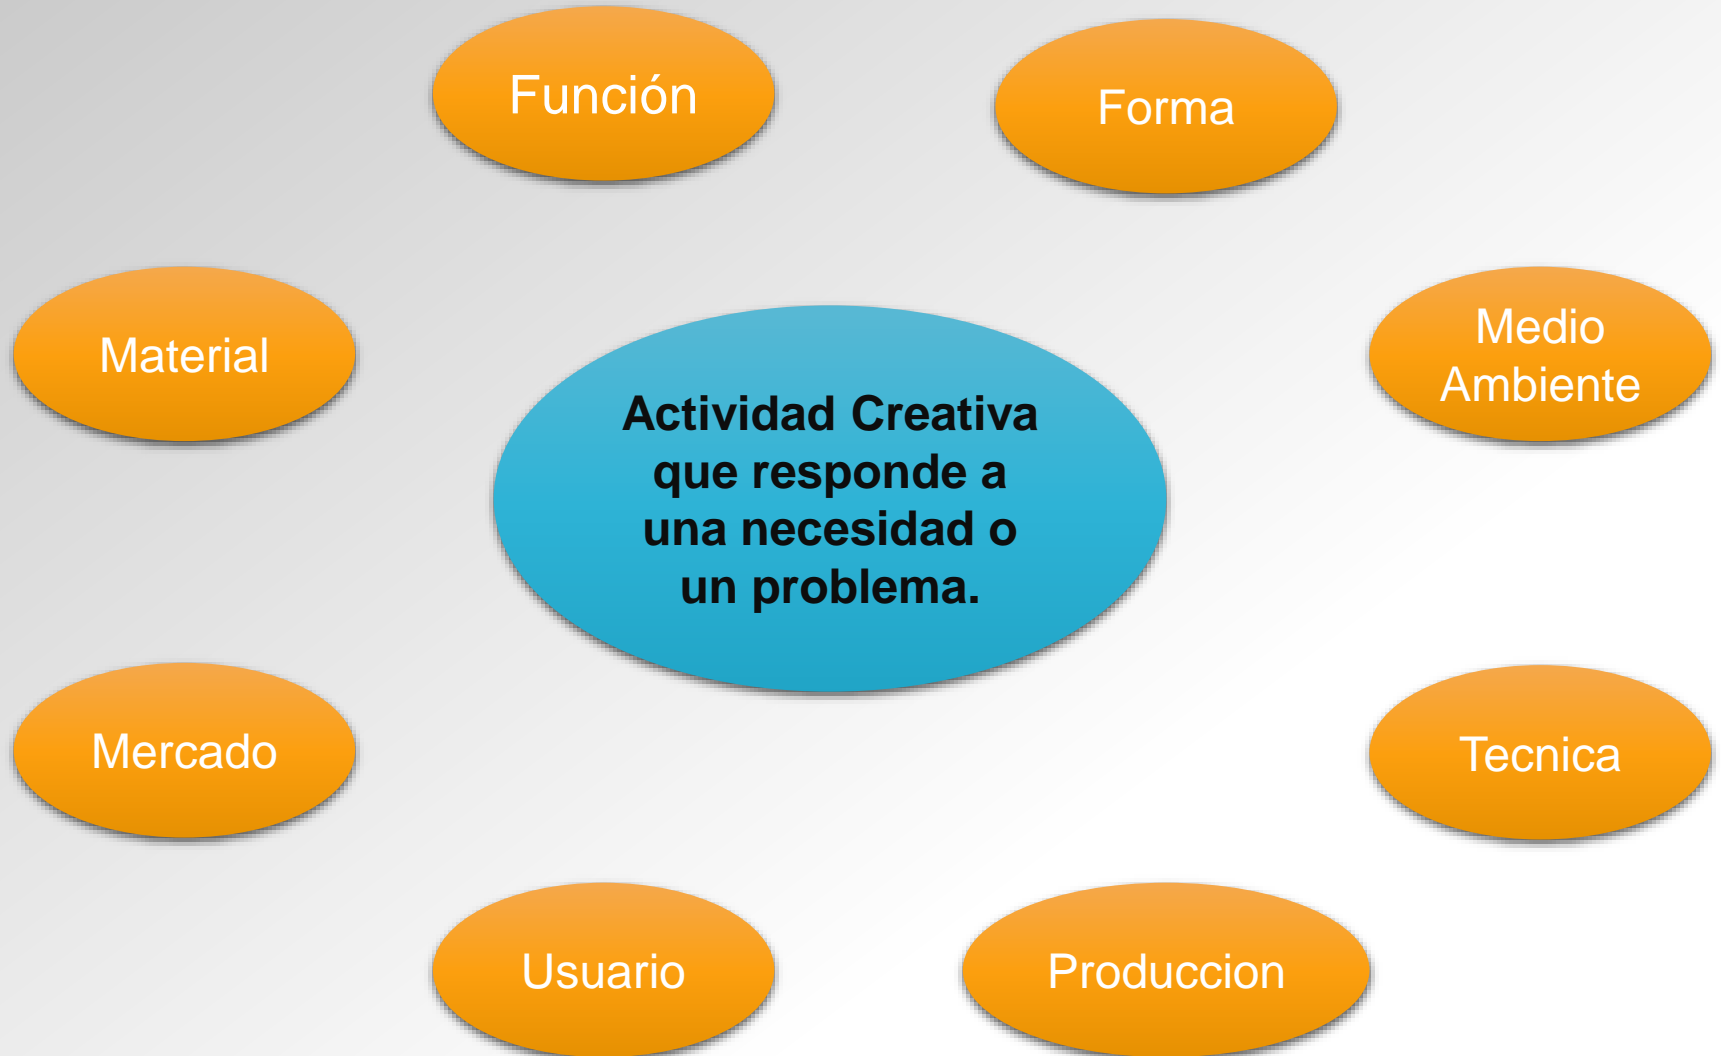 Función
Forma
Material
Medio
Ambiente
Actividad Creativa
que responde a
una necesidad o
un problema.
Mercado
Tecnica
Usuario
Produccion